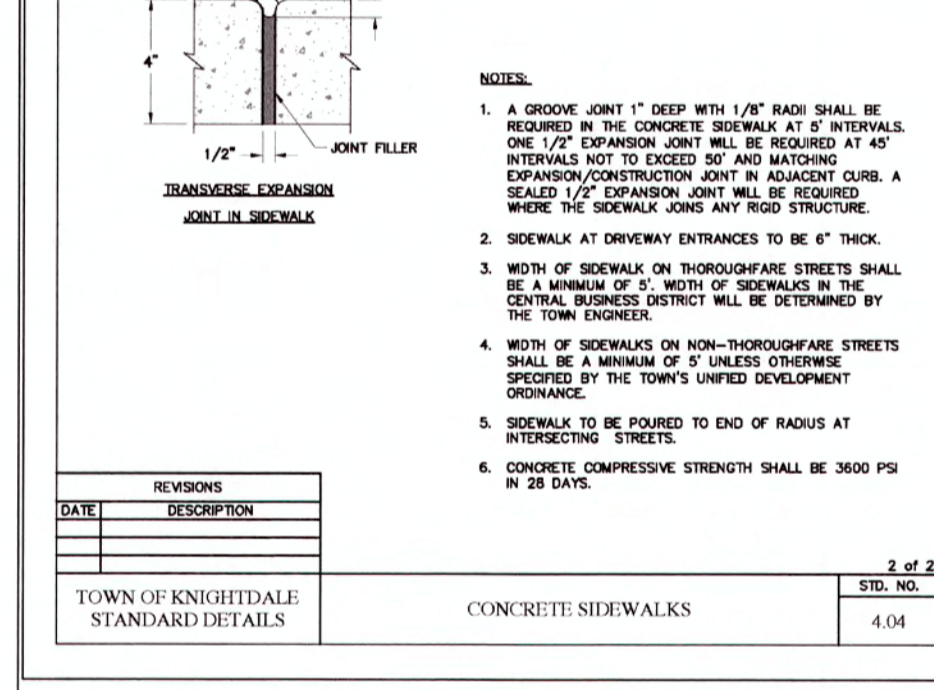 4"
1/2"
JOINT FILLER
TRANSVERSE EXPANSION
JOINT IN SIDEWALK
NOTES:
1. A GROOVE JOINT 1" DEEP WITH 1/8" RADII SHALL BE
REQUIRED IN THE CONCRETE SIDEWALK AT 5' INTERVALS.
ONE 1/2" EXPANSION JOINT WILL BE REQUIRED AT 45'
INTERVALS NOT TO EXCEED 50' AND MATCHING
EXPANSION/CONSTRUCTION JOINT IN ADJACENT CURB. A
SEALED 1/2" EXPANSION JOINT WILL BE REQUIRED
WHERE THE SIDEWALK JOINS ANY RIGID STRUCTURE.
2. SIDEWALK AT DRIVEWAY ENTRANCES TO BE 6" THICK.
3. WIDTH OF SIDEWALK ON THOROUGHFARE STREETS SHALL
BE A MINIMUM OF 5'. WIDTH OF SIDEWALKS IN THE
CENTRAL BUSINESS DISTRICT WILL BE DETERMINED BY
THE TOWN ENGINEER.
4. WIDTH OF SIDEWALKS ON NON-THOROUGHFARE STREETS
SHALL BE A MINIMUM OF 5' UNLESS OTHERWISE
SPECIFIED BY THE TOWN'S UNIFIED DEVELOPMENT
ORDINANCE.
5. SIDEWALK TO BE POURED TO END OF RADIUS AT
INTERSECTING STREETS.
6. CONCRETE COMPRESSIVE STRENGTH SHALL BE 3600 PSI
IN 28 DAYS.
REVISIONS
DATE DESCRIPTION
2 of 2
TOWN OF KNIGHTDALE
STANDARD DETAILS
CONCRETE SIDEWALKS
STD. NO.
4.04